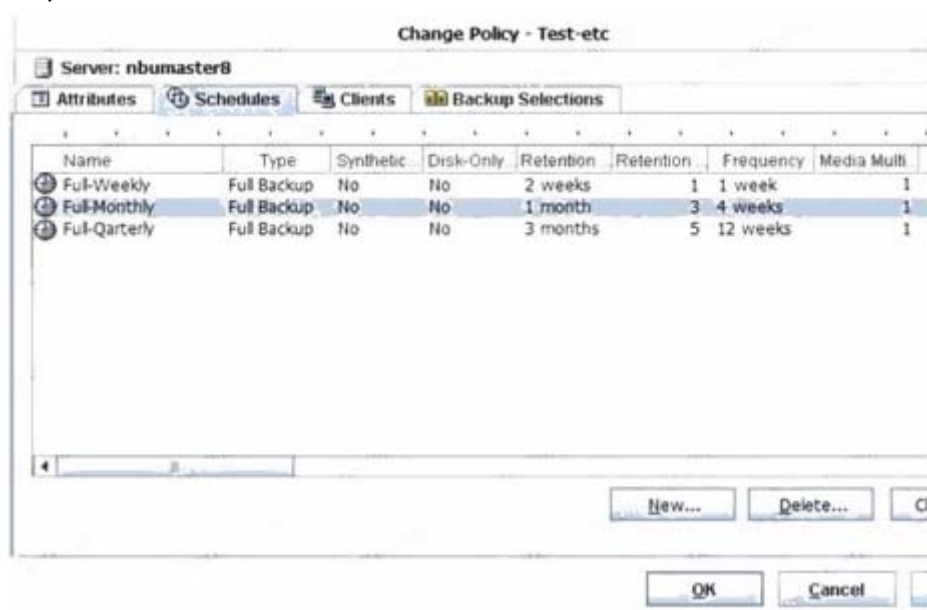 Change Policy - Test-etc
Server: nbumaster8
Attributes Schedules Clients Backup Selections
Name Type Synthetic Disk-Only Retention Retention Frequency Media Multi
Full-Weekly Full Backup No No 2 weeks 1 1 week 1
Full-Monthly Full Backup No No 1 month 3 4 weeks 1
Full-Qarterly Full Backup No No 3 months 5 12 weeks 1
New... Delete... C
OK Cancel